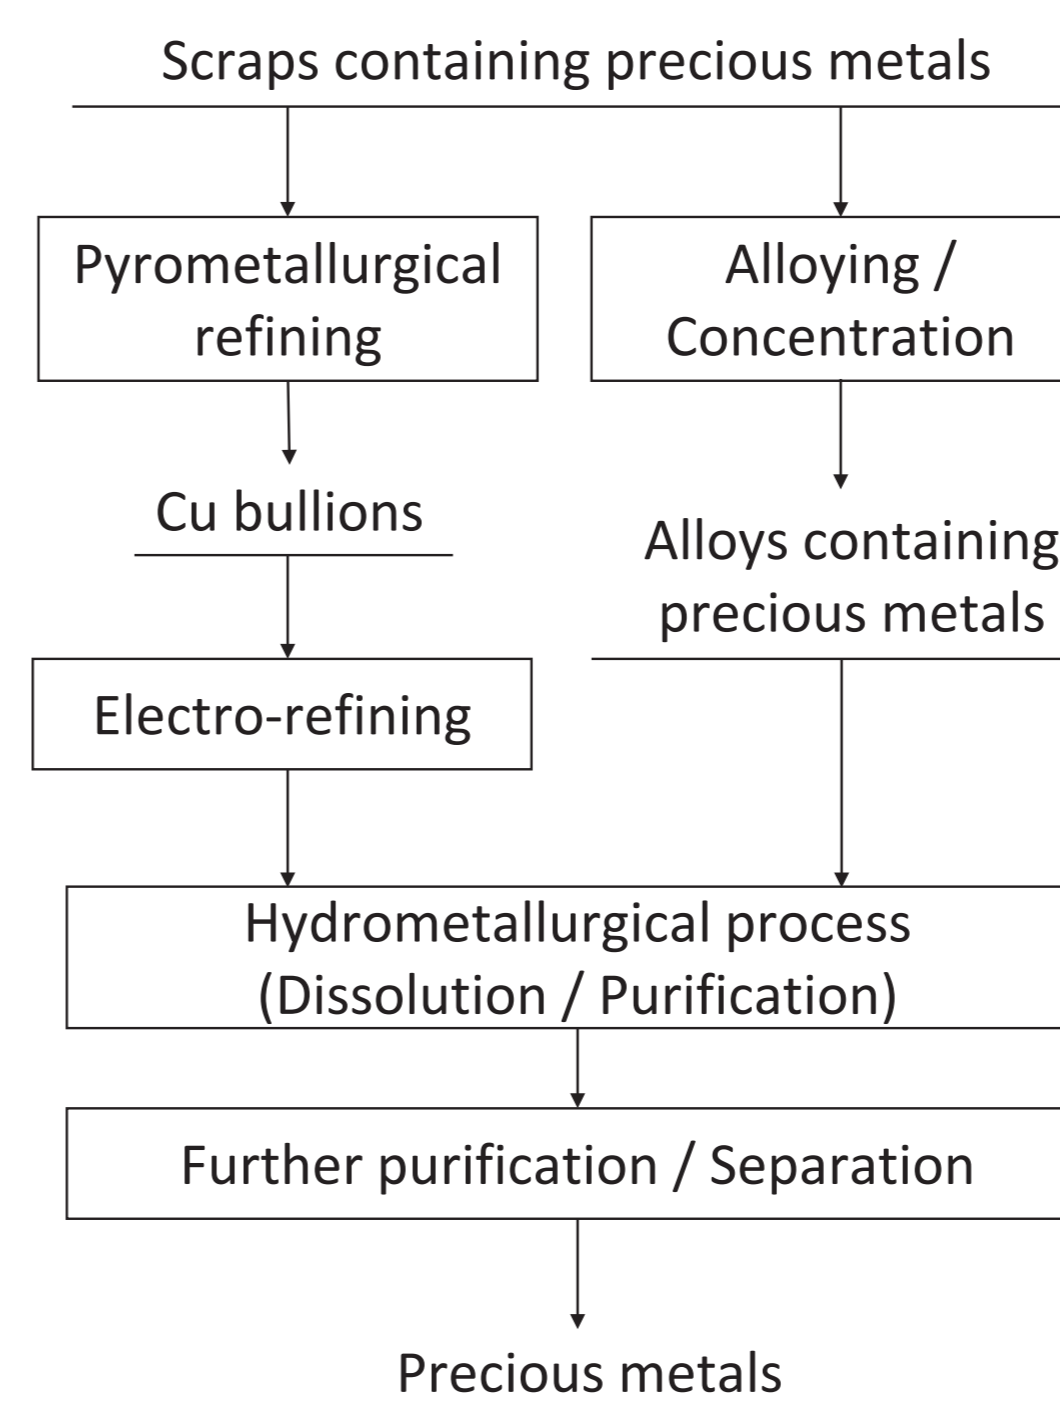 Scraps containing precious metals
Pyrometallurgical
refining
Alloying /
Concentration
Cu bullions
Alloys containing
precious metals
Electro-refining
Hydrometallurgical process
(Dissolution / Purification)
Further purification / Separation
Precious metals